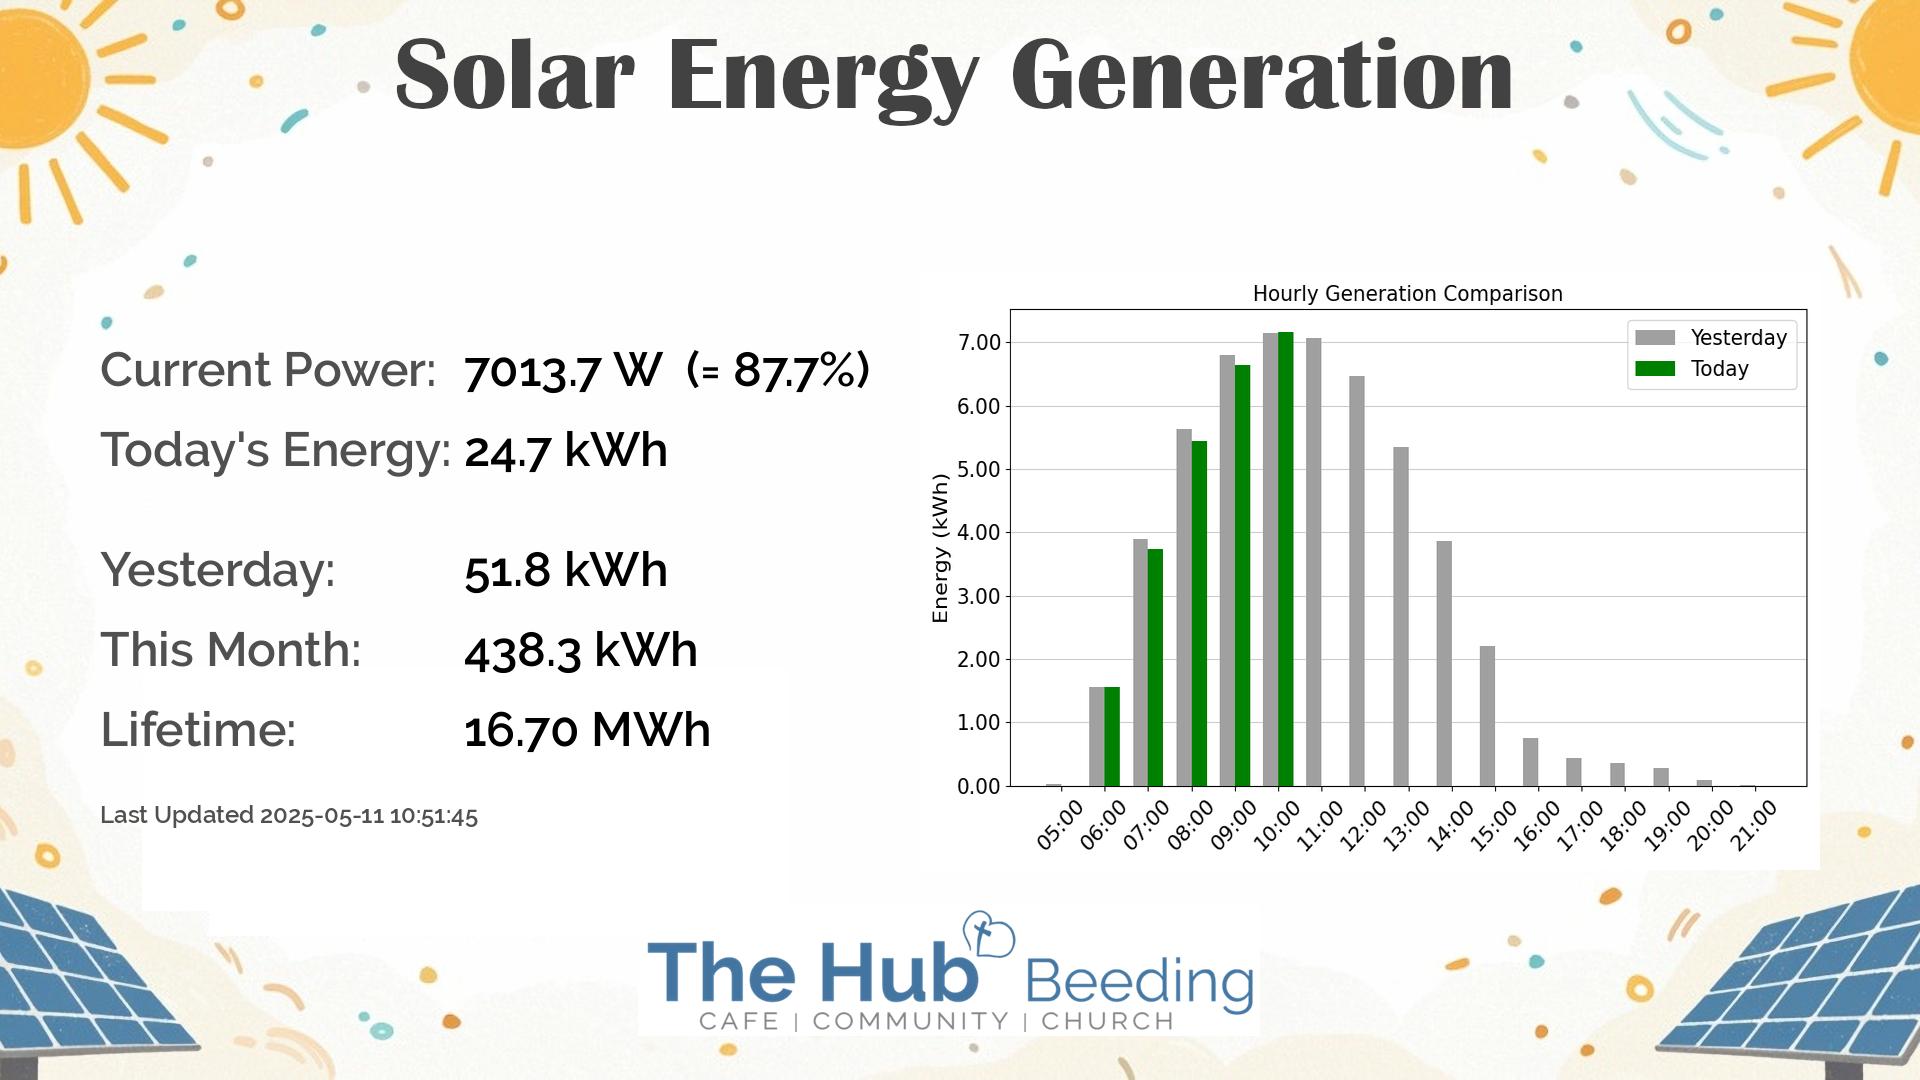 Solar Energy Generation
Current Power: 7013.7 W (= 87.7%)
Today's Energy: 24.7 kWh
Yesterday: 51.8 kWh
This Month: 438.3 kWh
Lifetime: 16.70 MWh
Last Updated 2025-05-11 10:51:45
Hourly Generation Comparison
Yesterday
Today
Energy (kWh)
7.00
6.00
5.00
4.00
3.00
2.00
1.00
0.00
05:00 06:00 07:00 08:00 09:00 10:00 11:00 12:00 13:00 14:00 15:00 16:00 17:00 18:00 19:00 20:00 21:00
The Hub Beeding
CAFE | COMMUNITY | CHURCH